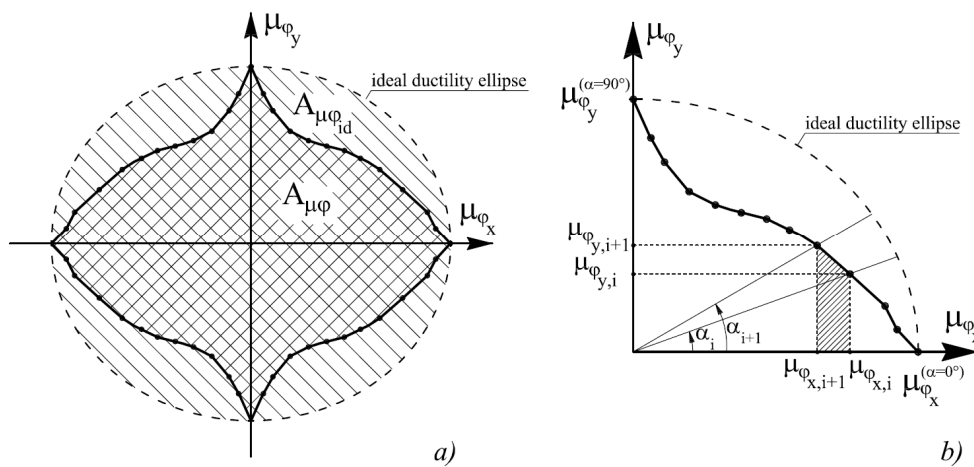 μφy
ideal ductility ellipse
Aμφid
Aμφ
μφx
a)
μφy
μφy(α=90°)
ideal ductility ellipse
μφy,i+1
μφy,i
αi
αi+1
μφx,i+1
μφx,i
μφx(α=0°)
b)